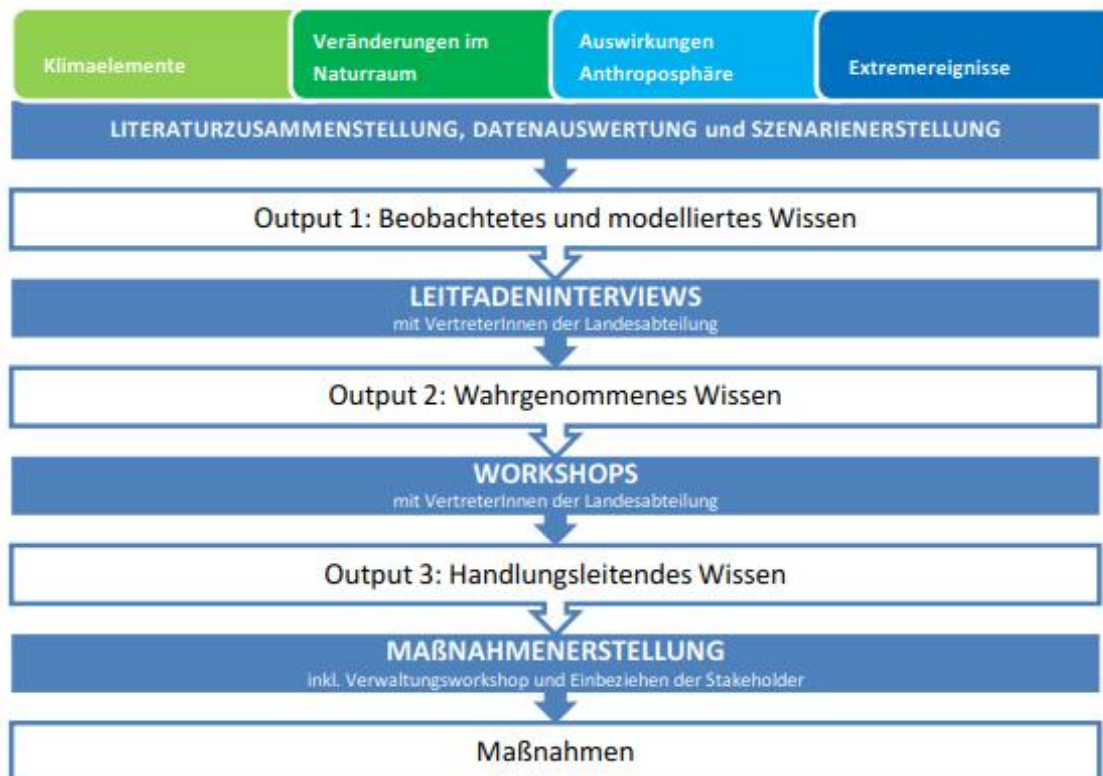 Klimaelemente
Veränderungen im
Naturraum
Auswirkungen
Anthroposphäre
Extremereignisse
LITERATURZUSAMMENSTELLUNG, DATENAUSWERTUNG und SZENARIENERSTELLUNG
Output 1: Beobachtetes und modelliertes Wissen
LEITFADENINTERVIEWS
mit VertreterInnen der Landesabteilung
Output 2: Wahrgenommenes Wissen
WORKSHOPS
mit VertreterInnen der Landesabteilung
Output 3: Handlungsleitendes Wissen
MAßNAHMENERSTELLUNG
inkl. Verwaltungsworkshop und Einbeziehen der Stakeholder
Maßnahmen